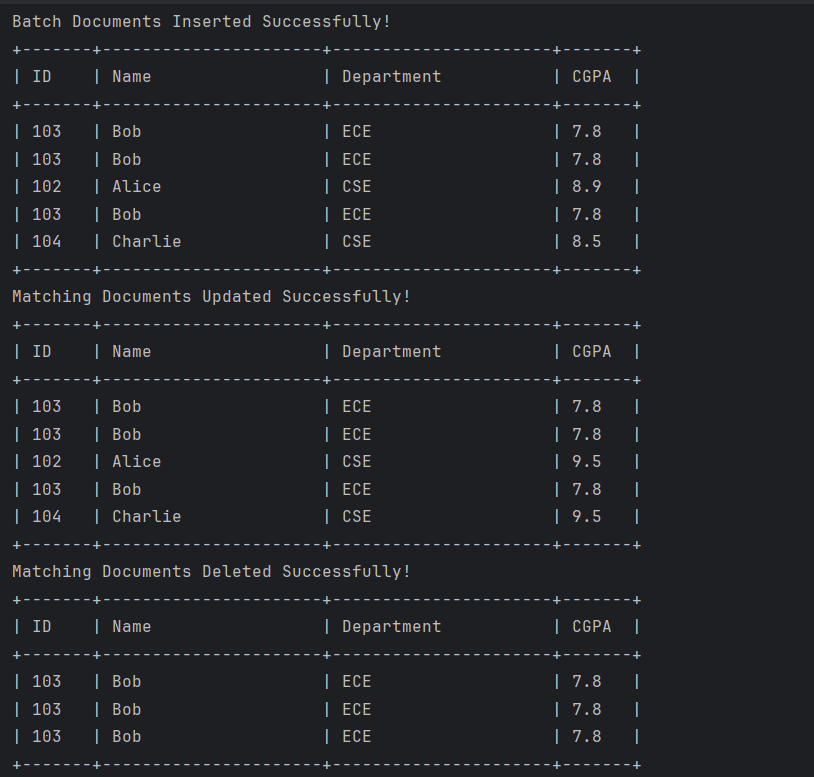 Batch Documents Inserted Successfully!
+-------+----------------------+----------------------+-------+
| ID    | Name                 | Department           | CGPA  |
+-------+----------------------+----------------------+-------+
| 103   | Bob                  | ECE                  | 7.8   |
| 103   | Bob                  | ECE                  | 7.8   |
| 102   | Alice                | CSE                  | 8.9   |
| 103   | Bob                  | ECE                  | 7.8   |
| 104   | Charlie              | CSE                  | 8.5   |
+-------+----------------------+----------------------+-------+
Matching Documents Updated Successfully!
+-------+----------------------+----------------------+-------+
| ID    | Name                 | Department           | CGPA  |
+-------+----------------------+----------------------+-------+
| 103   | Bob                  | ECE                  | 7.8   |
| 103   | Bob                  | ECE                  | 7.8   |
| 102   | Alice                | CSE                  | 9.5   |
| 103   | Bob                  | ECE                  | 7.8   |
| 104   | Charlie              | CSE                  | 9.5   |
+-------+----------------------+----------------------+-------+
Matching Documents Deleted Successfully!
+-------+----------------------+----------------------+-------+
| ID    | Name                 | Department           | CGPA  |
+-------+----------------------+----------------------+-------+
| 103   | Bob                  | ECE                  | 7.8   |
| 103   | Bob                  | ECE                  | 7.8   |
| 103   | Bob                  | ECE                  | 7.8   |
+-------+----------------------+----------------------+-------+